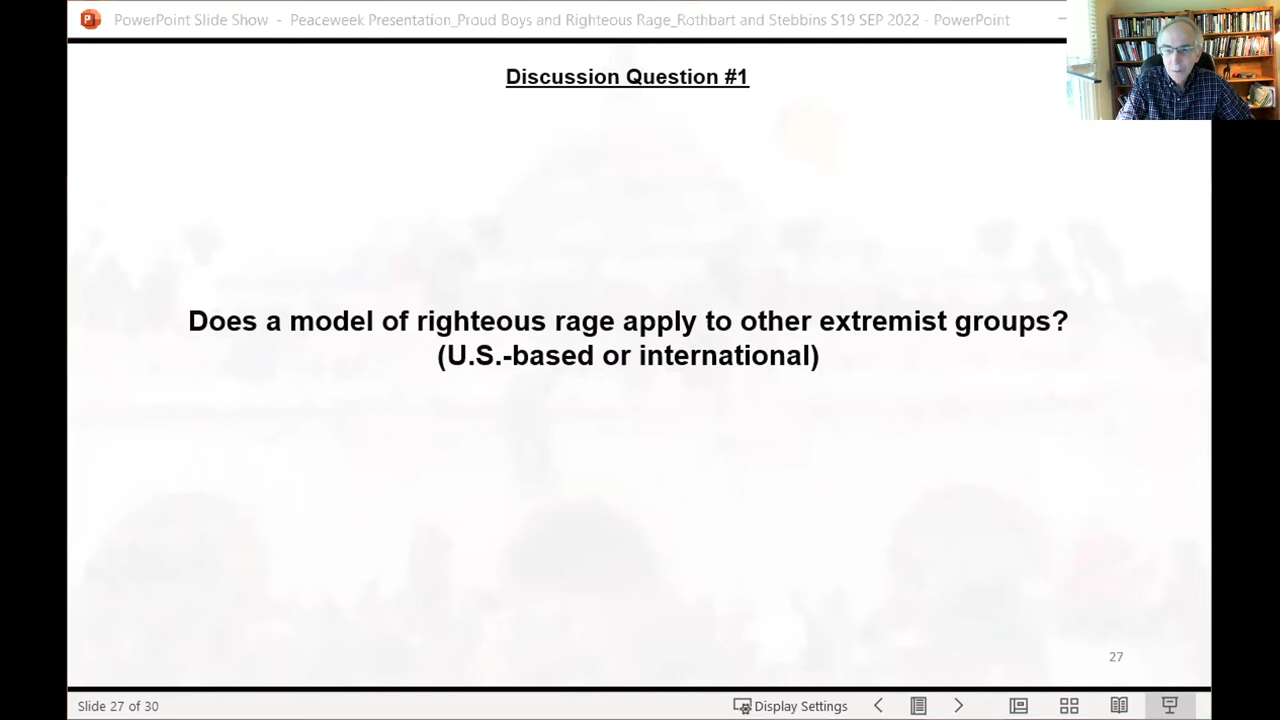 PowerPoint Slide Show - Peaceweek Presentation_Proud Boys and Righteous Rage_Rothbart and Stebbins S19 SEP 2022 - PowerPoint
Discussion Question #1
Does a model of righteous rage apply to other extremist groups?
(U.S.-based or international)
27
Slide 27 of 30
Display Settings